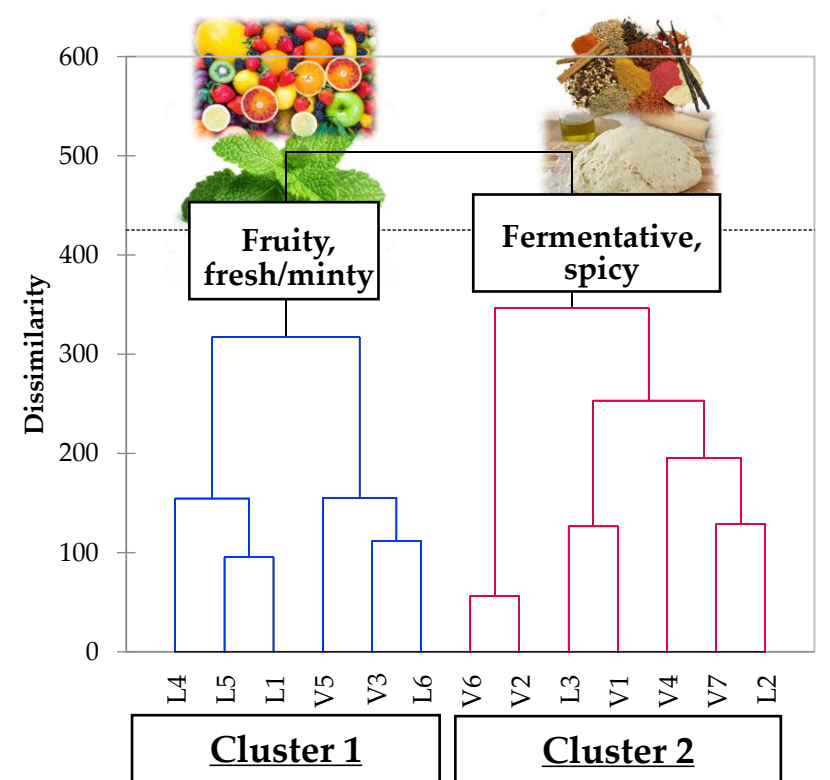 600
500
400
300
200
100
0
Dissimilarity
Fruity,
fresh/minty
Fermentative,
spicy
L4 L5 L1 V5 V3 L6 V6 V2 L3 V1 V4 V7 L2
Cluster 1 Cluster 2